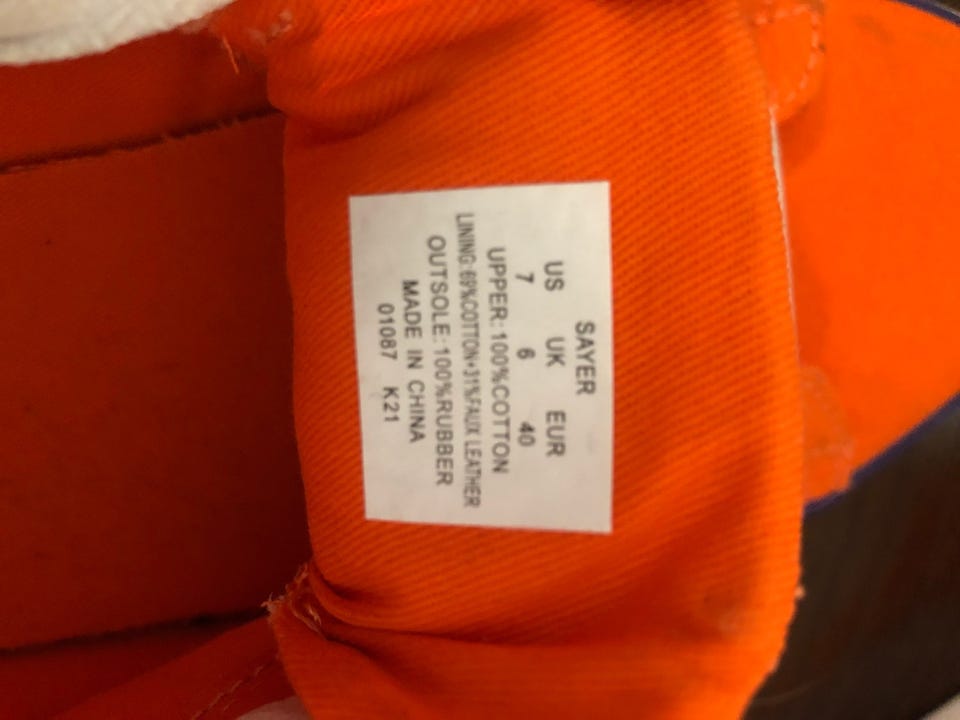 SAYER
US UK EUR
7 6 40
UPPER:100%COTTON
LINING:69%COTTON+31%FAUX LEATHER
OUTSOLE:100%RUBBER
MADE IN CHINA
01087 K21